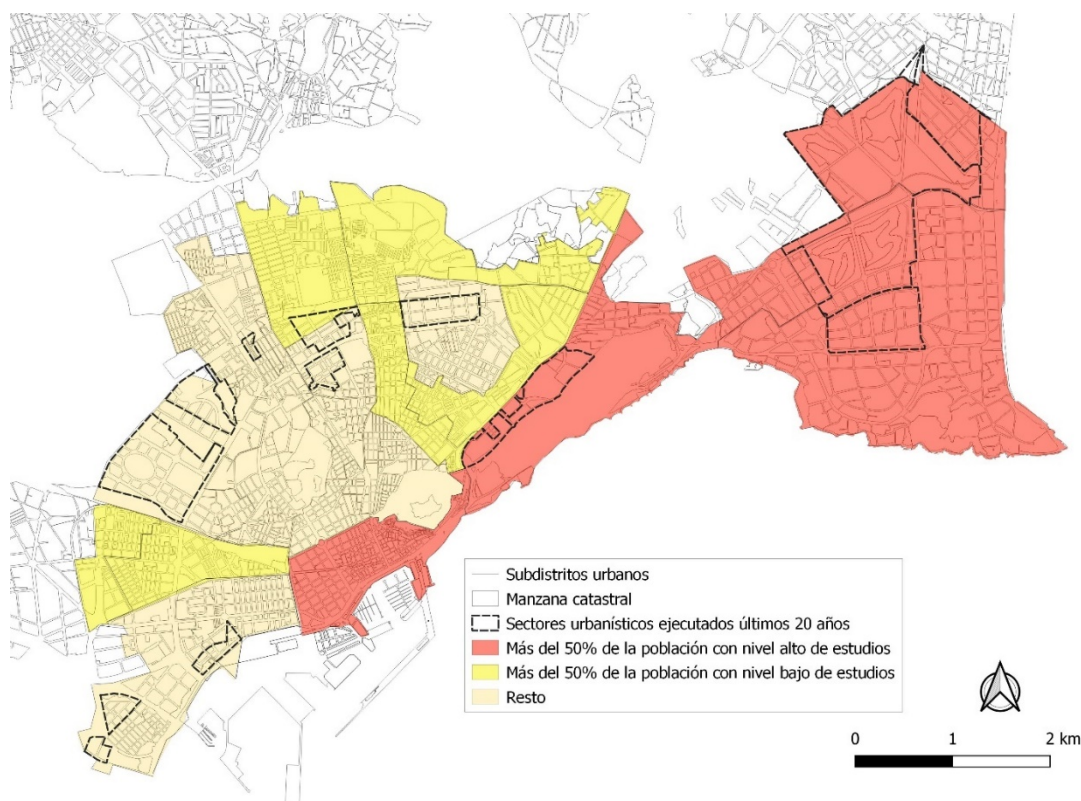 Subdistritos urbanos
Manzana catastral
Sectores urbanísticos ejecutados últimos 20 años
Más del 50% de la población con nivel alto de estudios
Más del 50% de la población con nivel bajo de estudios
Resto
0 1 2 km